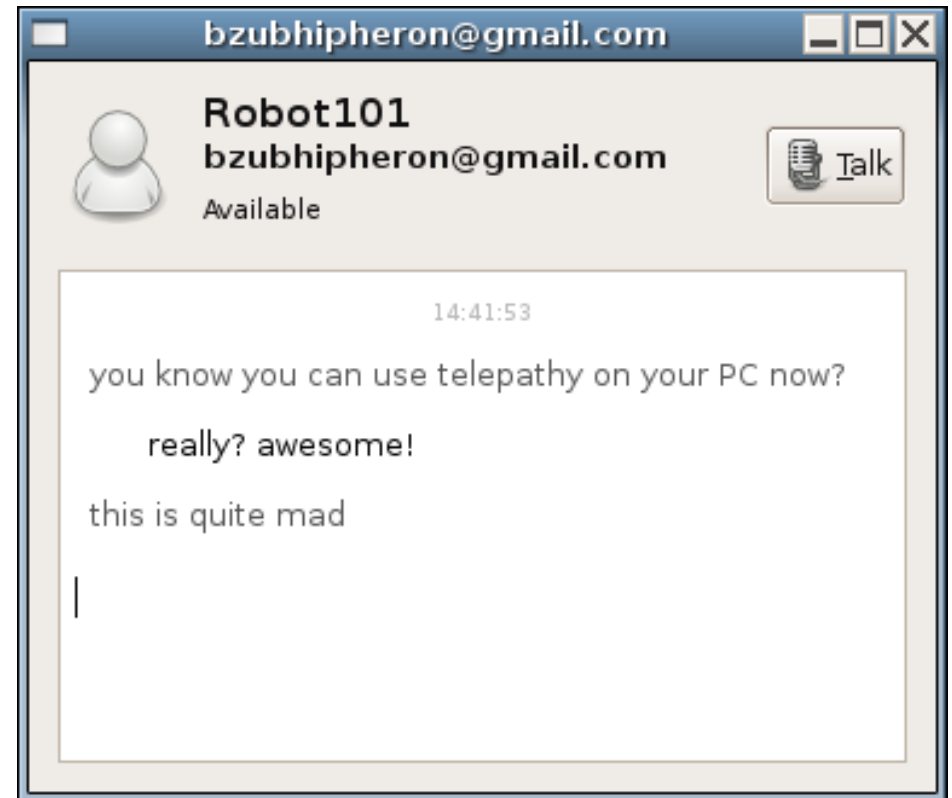 bzubhipheron@gmail.com
Robot101
bzubhipheron@gmail.com
Available
Talk
14:41:53
you know you can use telepathy on your PC now?
really? awesome!
this is quite mad